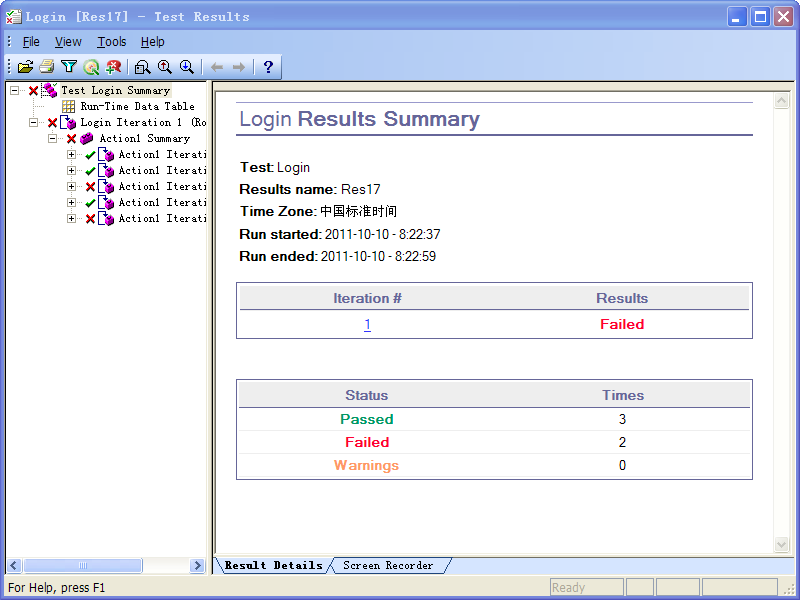 Login [Res17] - Test Results
File View Tools Help
Test Login Summary
Run-Time Data Table
Login Iteration 1 (Ro
Action1 Summary
Action1 Iterati
Action1 Iterati
Action1 Iterati
Action1 Iterati
Action1 Iterati
Login Results Summary
Test: Login
Results name: Res17
Time Zone: 中国标准时间
Run started: 2011-10-10 - 8:22:37
Run ended: 2011-10-10 - 8:22:59
Iteration # Results
1 Failed
Status Times
Passed 3
Failed 2
Warnings 0
Result Details Screen Recorder
For Help, press F1 Ready